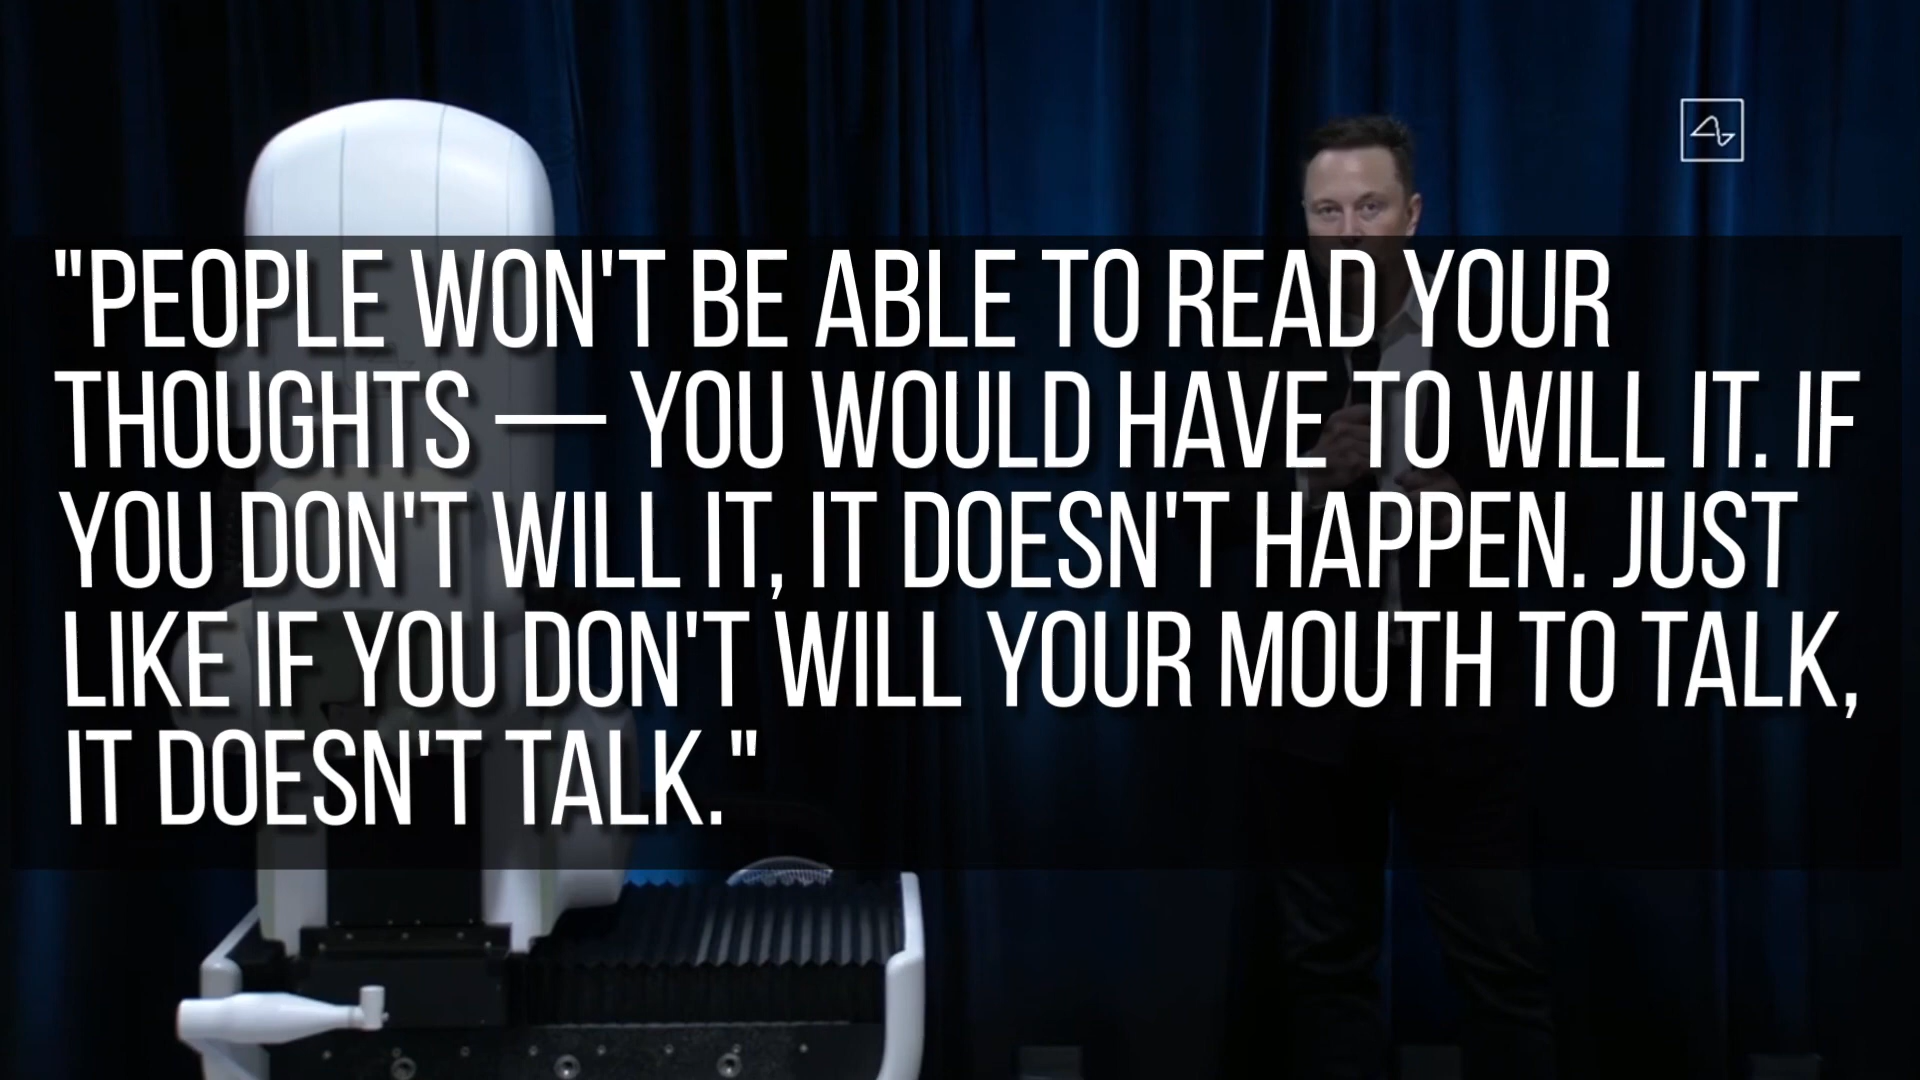 "PEOPLE WON'T BE ABLE TO READ YOUR
THOUGHTS — YOU WOULD HAVE TO WILL IT. IF
YOU DON'T WILL IT, IT DOESN'T HAPPEN. JUST
LIKE IF YOU DON'T WILL YOUR MOUTH TO TALK,
IT DOESN'T TALK."